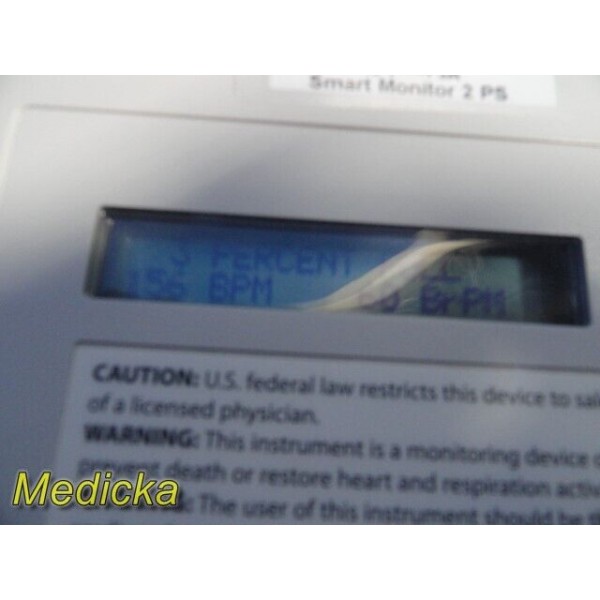 Smart Monitor 2 PS
3 PERCENT
156 BPM BrPM
CAUTION: U.S. federal law restricts this device to sal
of a licensed physician.
WARNING: This instrument is a monitoring device
prevent death or restore heart and respiration activ
The user of this instrument should be
Medicka